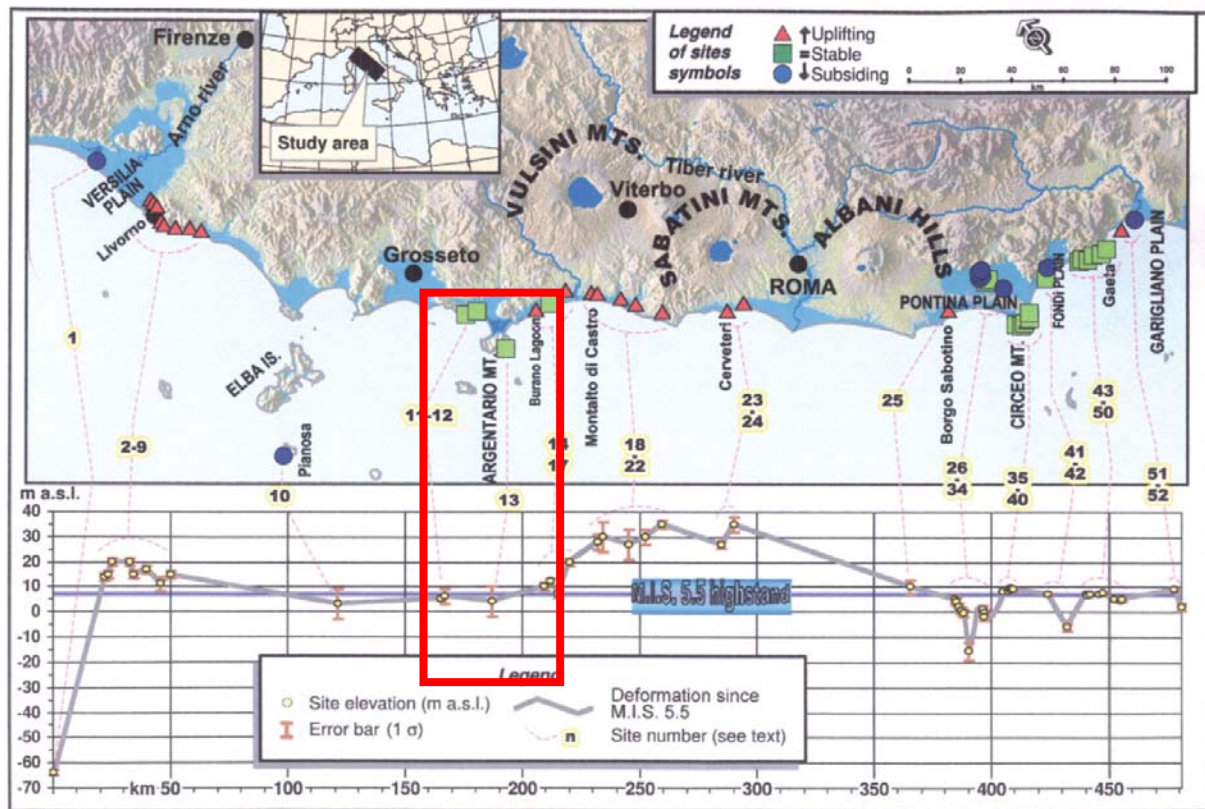 Firenze
Arno river
Study area
Legend of sites symbols
↑Uplifting
=Stable
↓Subsiding
0 20 40 60 80 100
km
VERSILIA PLAIN
Livorno
Grosseto
VULSINI MTS.
Viterbo
Tiber river
SABATINI MTS.
ALBANI HILLS
ROMA
PONTINA PLAIN
FONDI PLAIN
Gaeta
GARIGLIANO PLAIN
ELBA IS.
Pianosa
ARGENTARIO MT.
Burano Lagoon
Montalto di Castro
Cerveteri
Borgo Sabotino
CIRCEO MT.
1
2-9
10
11-12
13
14
17
18
22
23
24
25
26
34
35
40
41
42
43
50
51
52
m a.s.l.
40
30
20
10
0
-10
-20
-30
-40
-50
-60
-70
M.I.S. 5.5 highstand
Legend
Site elevation (m a.s.l.)
Error bar (1 σ)
Deformation since M.I.S. 5.5
n Site number (see text)
km 50 100 150 200 250 300 350 400 450